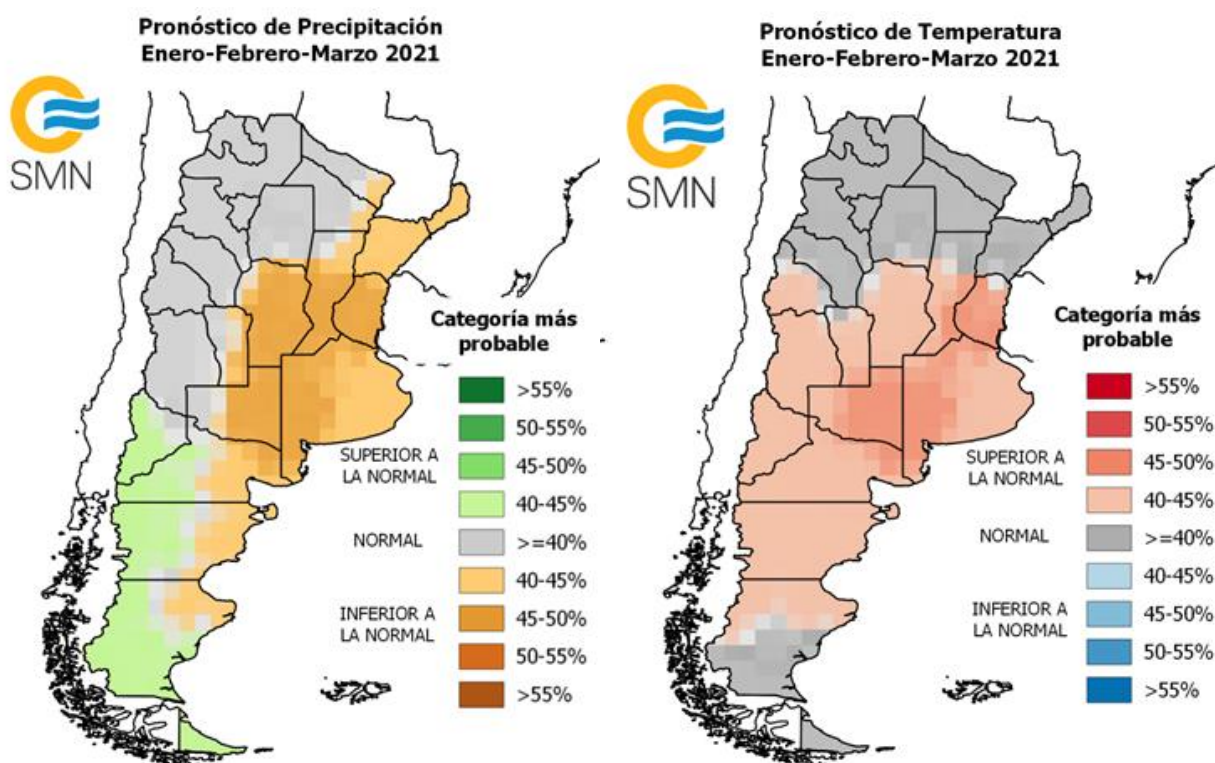 Pronóstico de Precipitación
Enero-Febrero-Marzo 2021
SMN
Categoría más
probable
>55%
50-55%
SUPERIOR A
LA NORMAL
45-50%
40-45%
NORMAL
>=40%
40-45%
INFERIOR A
LA NORMAL
45-50%
50-55%
>55%
Pronóstico de Temperatura
Enero-Febrero-Marzo 2021
SMN
Categoría más
probable
>55%
50-55%
SUPERIOR A
LA NORMAL
45-50%
40-45%
NORMAL
>=40%
40-45%
INFERIOR A
LA NORMAL
45-50%
50-55%
>55%